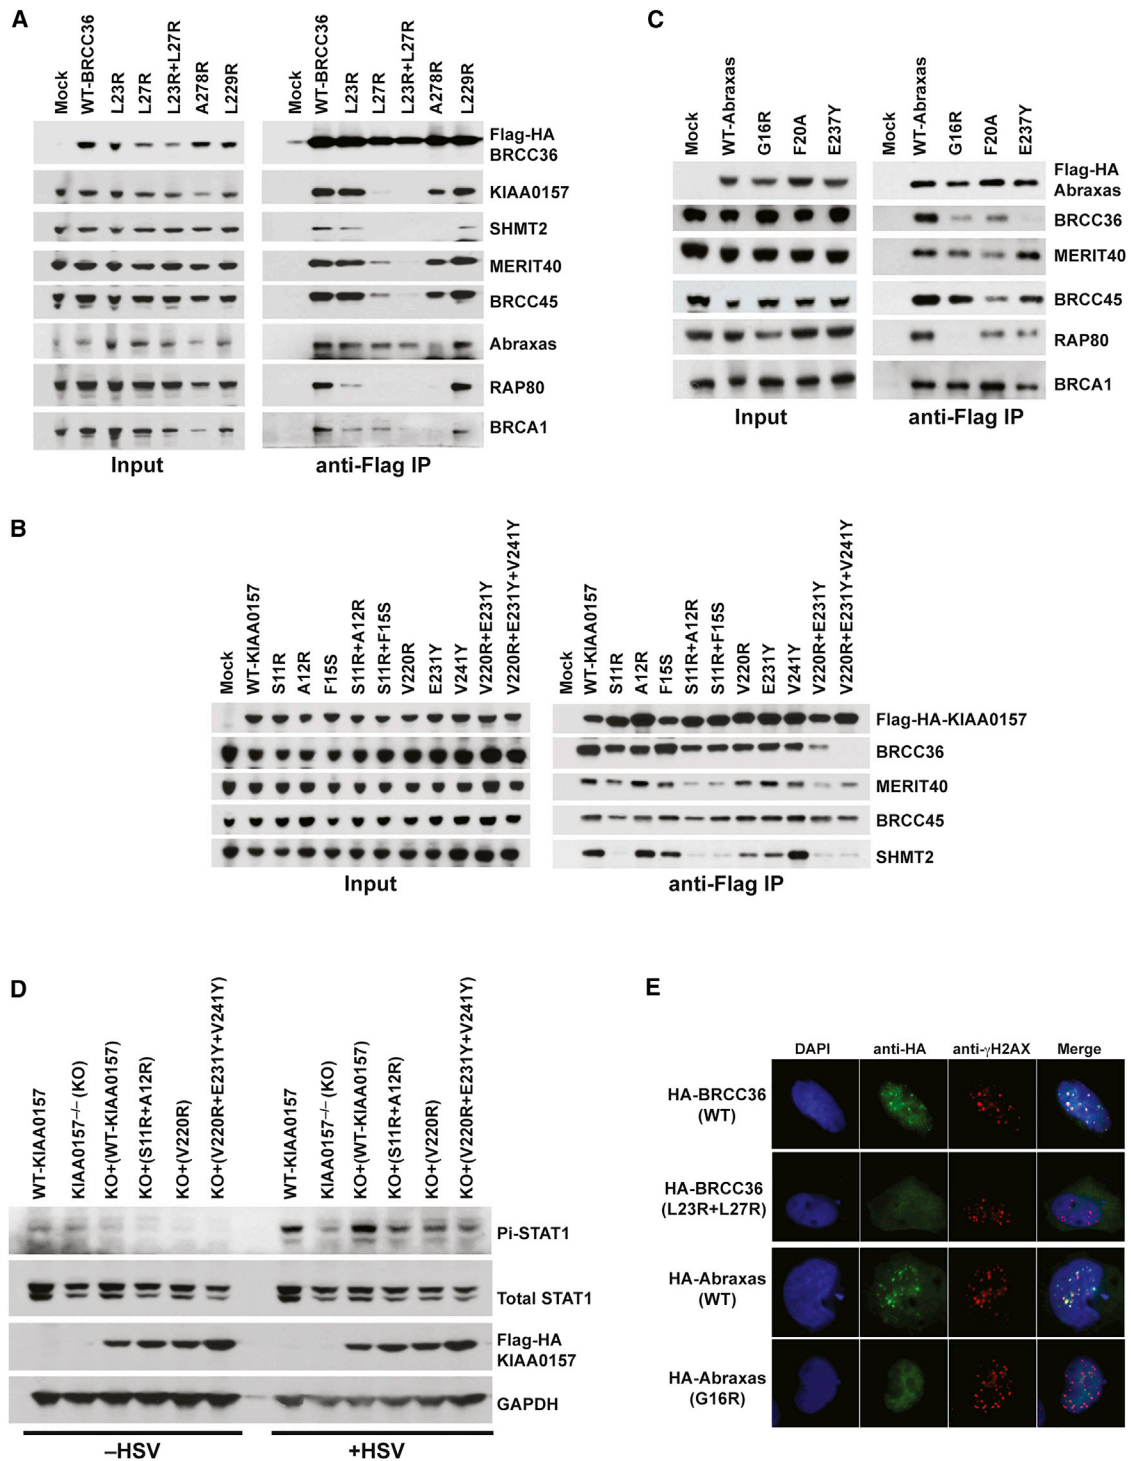 A
Mock
WT-BRCC36
L23R
L27R
L23R+L27R
A278R
L229R
Mock
WT-BRCC36
L23R
L27R
L23R+L27R
A278R
L229R
Flag-HA
BRCC36
KIAA0157
SHMT2
MERIT40
BRCC45
Abraxas
RAP80
BRCA1
Input
anti-Flag IP
C
Mock
WT-Abraxas
G16R
F20A
E237Y
Mock
WT-Abraxas
G16R
F20A
E237Y
Flag-HA
Abraxas
BRCC36
MERIT40
BRCC45
RAP80
BRCA1
Input
anti-Flag IP
B
Mock
WT-KIAA0157
S11R
A12R
F15S
S11R+A12R
S11R+F15S
V220R
E231Y
V241Y
V220R+E231Y
V220R+E231Y+V241Y
Mock
WT-KIAA0157
S11R
A12R
F15S
S11R+A12R
S11R+F15S
V220R
E231Y
V241Y
V220R+E231Y
V220R+E231Y+V241Y
Flag-HA-KIAA0157
BRCC36
MERIT40
BRCC45
SHMT2
Input
anti-Flag IP
D
WT-KIAA0157
KIAA0157–/– (KO)
KO+(WT-KIAA0157)
KO+(S11R+A12R)
KO+(V220R)
KO+(V220R+E231Y+V241Y)
WT-KIAA0157
KIAA0157–/– (KO)
KO+(WT-KIAA0157)
KO+(S11R+A12R)
KO+(V220R)
KO+(V220R+E231Y+V241Y)
Pi-STAT1
Total STAT1
Flag-HA
KIAA0157
GAPDH
–HSV
+HSV
E
DAPI
anti-HA
anti-γH2AX
Merge
HA-BRCC36
(WT)
HA-BRCC36
(L23R+L27R)
HA-Abraxas
(WT)
HA-Abraxas
(G16R)